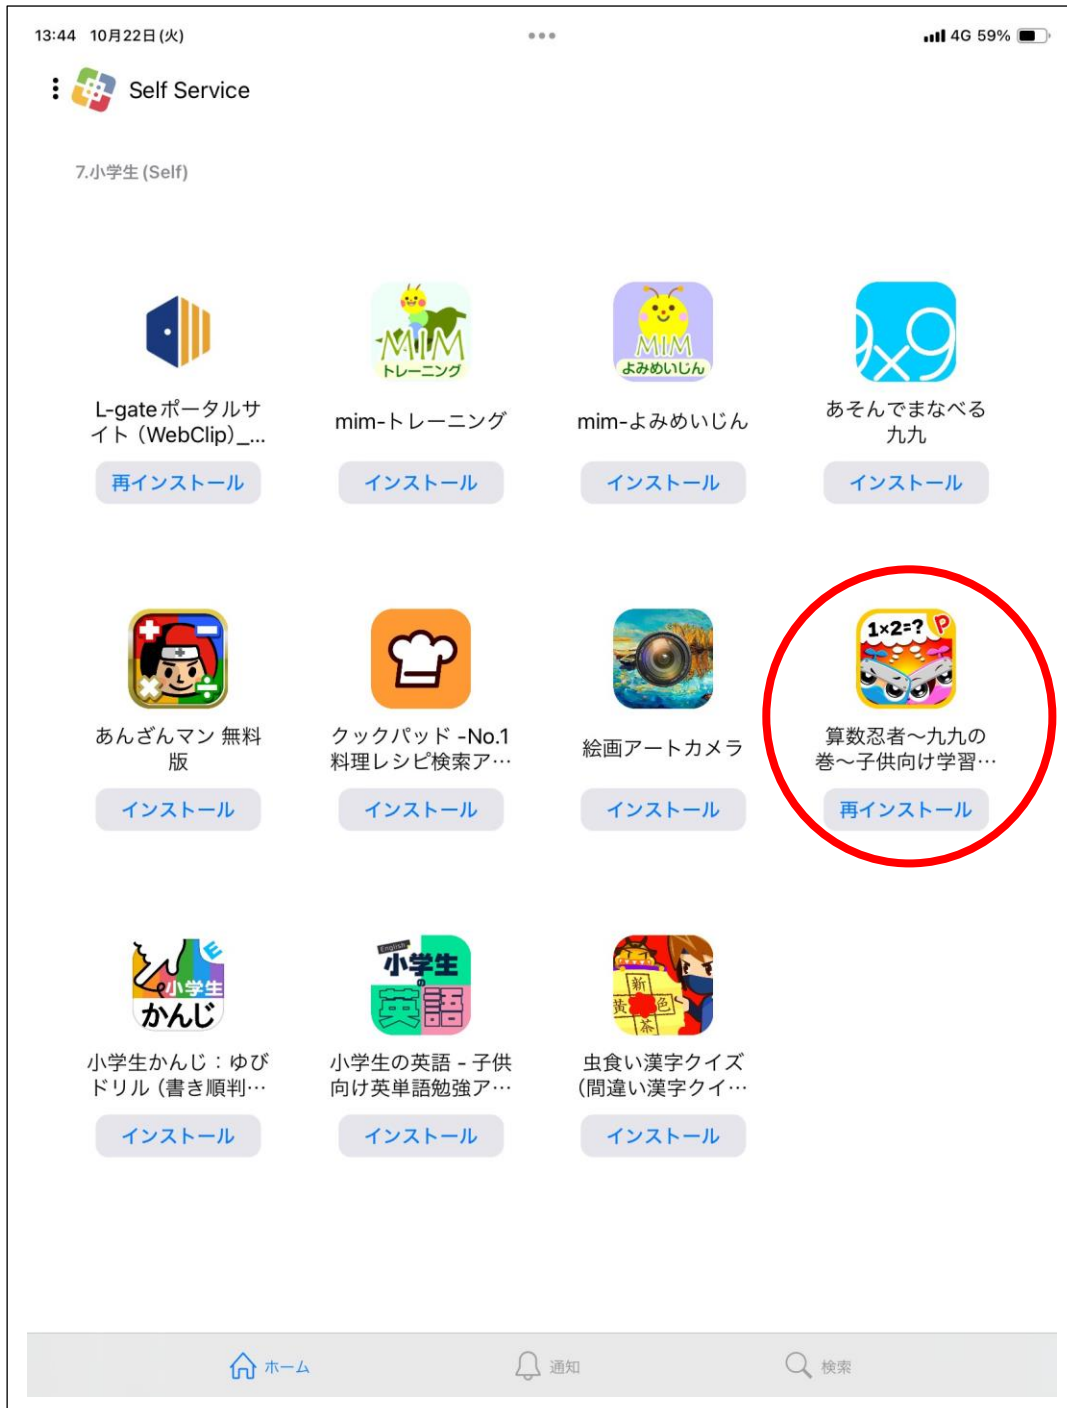 13:44 10月22日(火)
4G 59%
Self Service
7.小学生(Self)
MIM
トレーニング
MIM
よみめいじん
9x9
L-gateポータルサ
イト (WebClip)_...
mim-トレーニング
mim-よみめいじん
あそんでまなべる
九九
再インストール
インストール
インストール
インストール
1×2=? P
あんざんマン 無料
版
クックパッド -No.1
料理レシピ検索ア…
絵画アートカメラ
算数忍者〜九九の
巻〜子供向け学習…
インストール
インストール
インストール
再インストール
E
小学生
かんじ
English
小学生
の
英語
新
黄 色
茶
小学生かんじ:ゆび
ドリル (書き順判…
小学生の英語 - 子供
向け英単語勉強ア…
虫食い漢字クイズ
(間違い漢字クイ…
インストール
インストール
インストール
ホーム
通知
検索